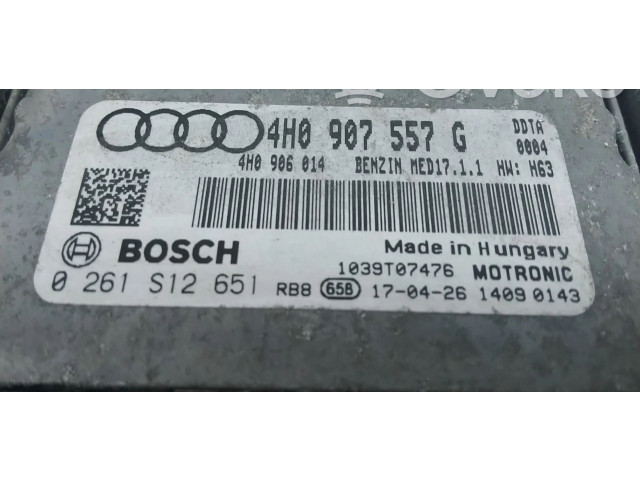 4H0 907 557 G DDTA
0004
4H0 906 014 BENZIN MED17.1.1 HW: H63
BOSCH Made in Hungary
1039T07476 MOTRONIC
0 261 S12 651 RB8 65B 17-04-26 1409 0143